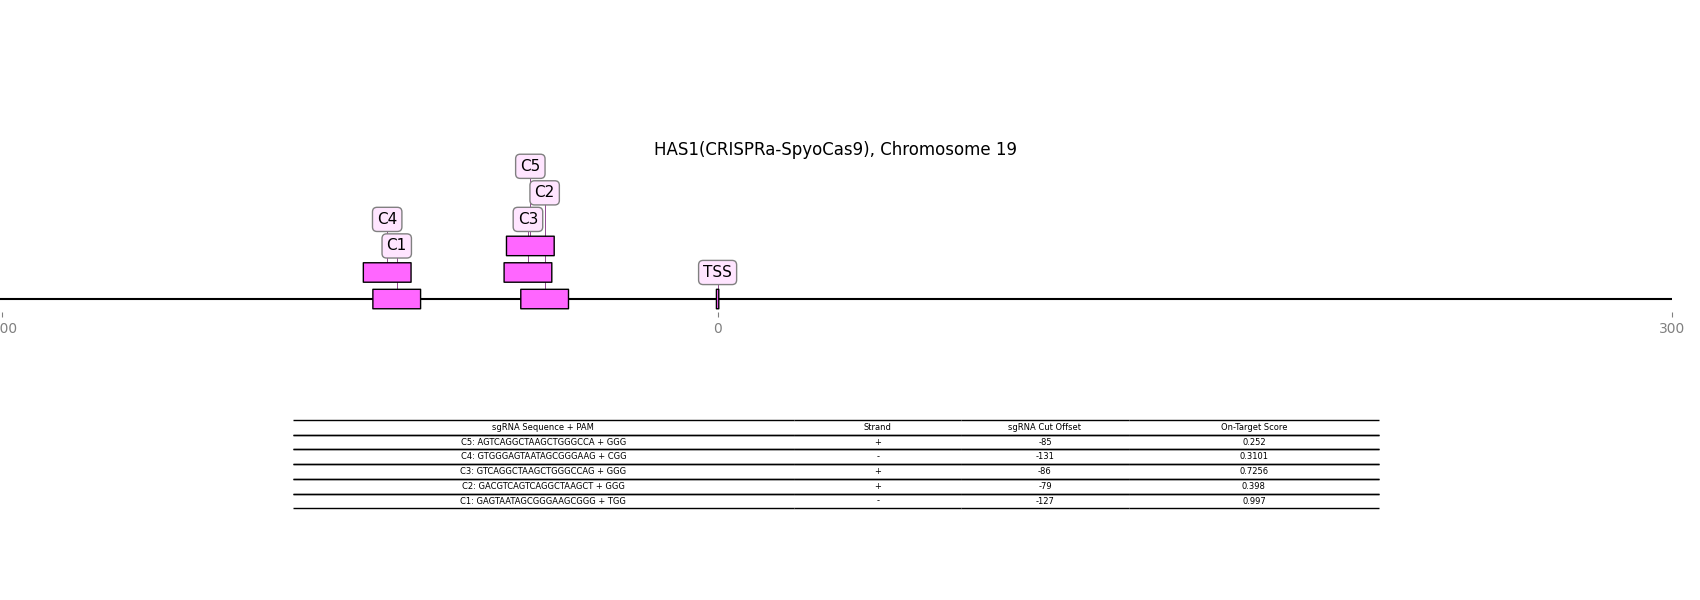 HAS1(CRISPRa-SpyoCas9), Chromosome 19
C5
C2
C4
C3
C1
TSS
00 0 300
sgRNA Sequence + PAM Strand sgRNA Cut Offset On-Target Score
C5: AGTCAGGCTAAGCTGGGCCA + GGG + -85 0.252
C4: GTGGGAGTAATAGCGGGAAG + CGG - -131 0.3101
C3: GTCAGGCTAAGCTGGGCCAG + GGG + -86 0.7256
C2: GACGTCAGTCAGGCTAAGCT + GGG + -79 0.398
C1: GAGTAATAGCGGGAAGCGGG + TGG - -127 0.997